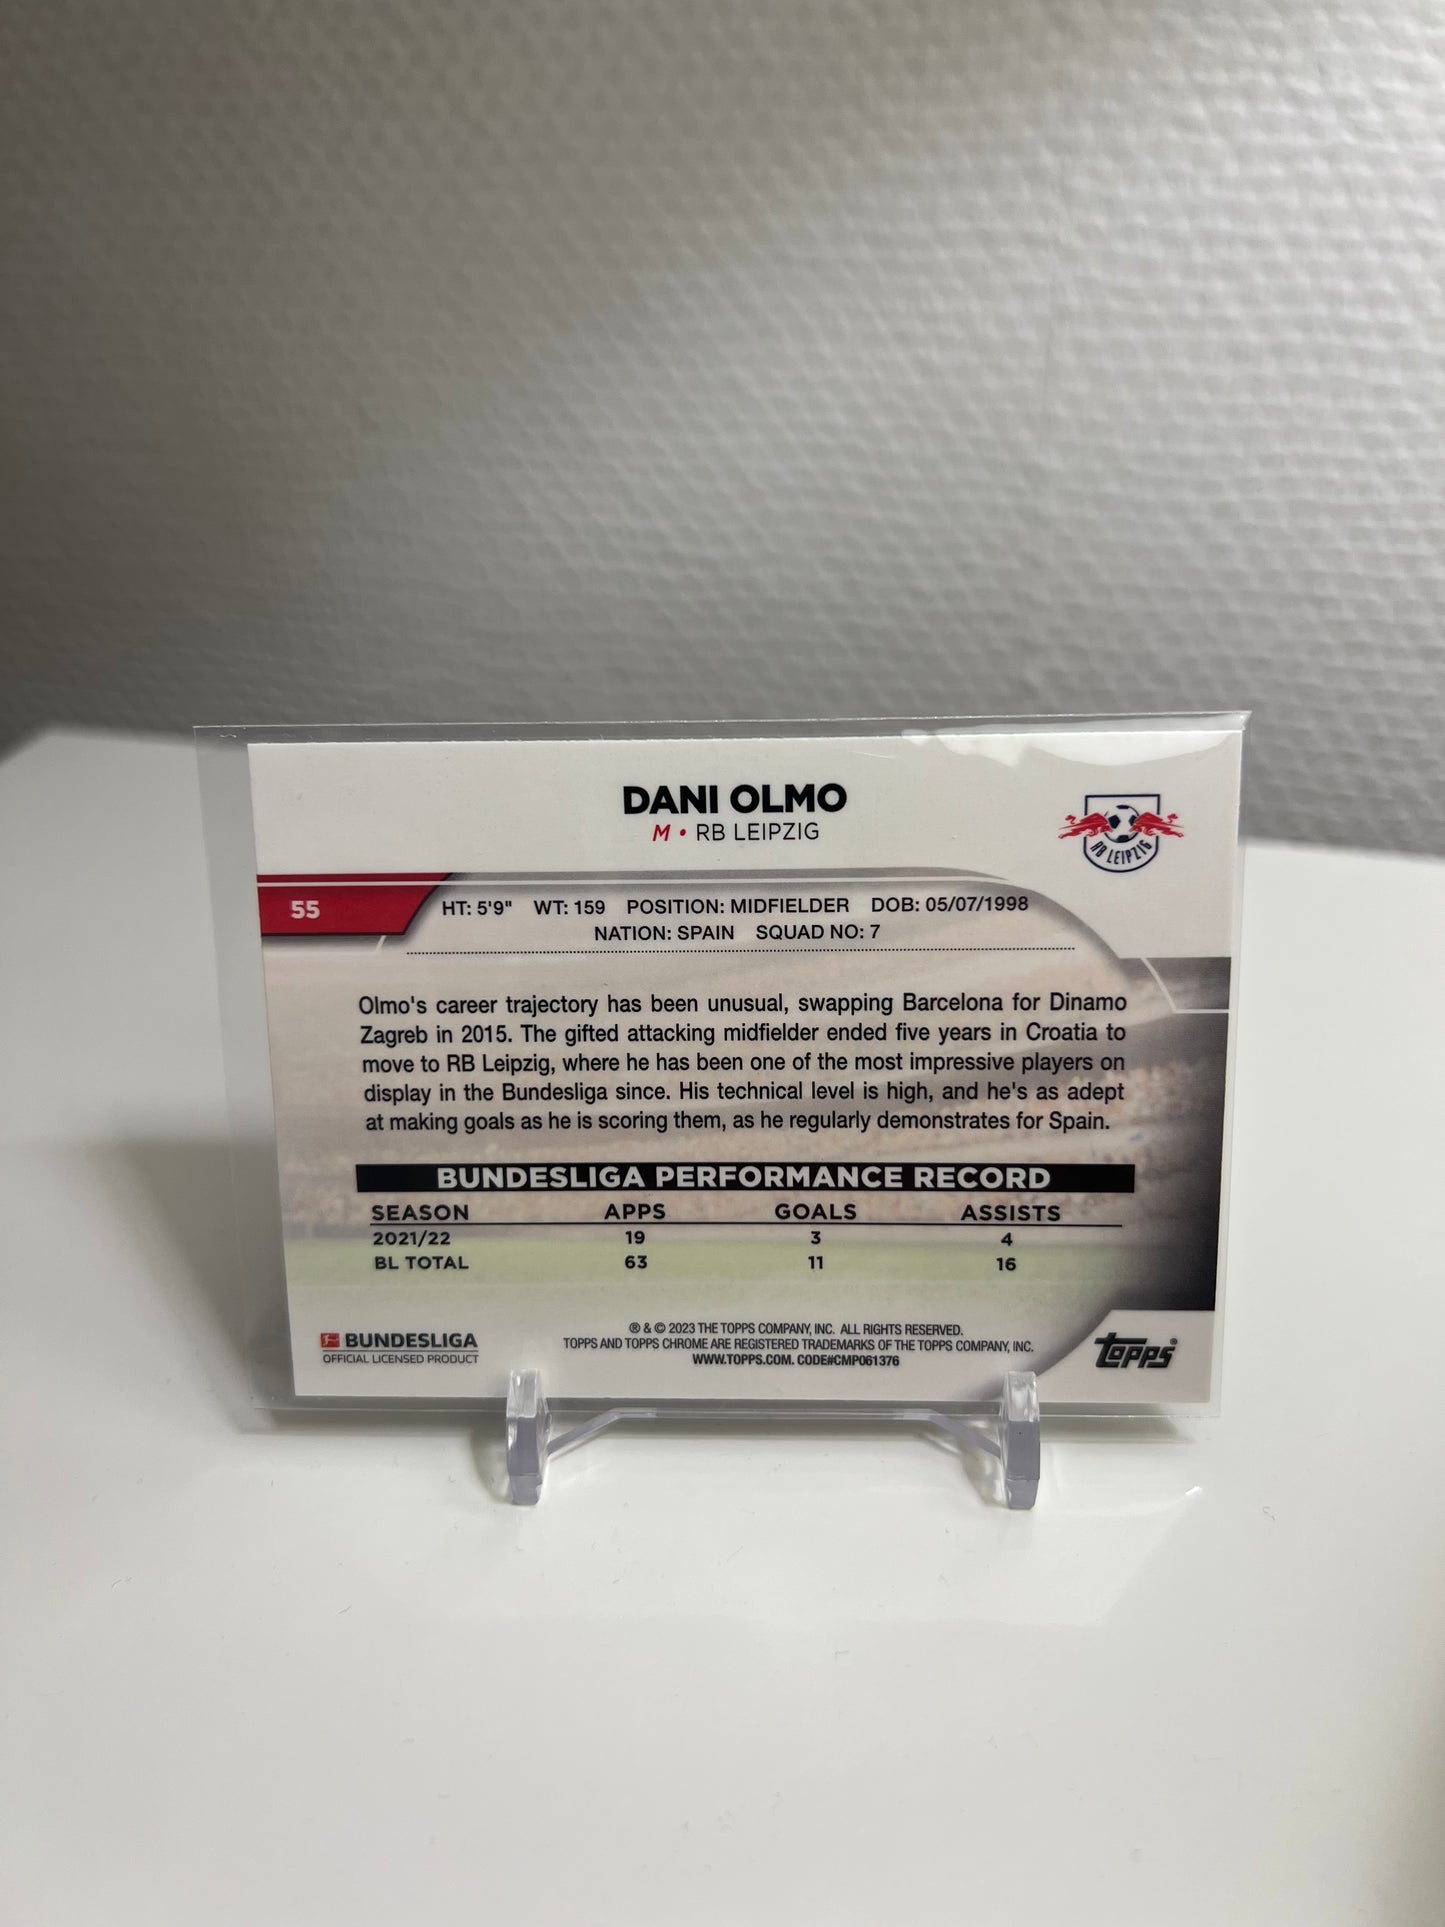 DANI OLMO
M • RB LEIPZIG
RB LEIPZIG
55
HT: 5'9" WT: 159 POSITION: MIDFIELDER DOB: 05/07/1998
NATION: SPAIN SQUAD NO: 7
Olmo's career trajectory has been unusual, swapping Barcelona for Dinamo
Zagreb in 2015. The gifted attacking midfielder ended five years in Croatia to
move to RB Leipzig, where he has been one of the most impressive players on
display in the Bundesliga since. His technical level is high, and he's as adept
at making goals as he is scoring them, as he regularly demonstrates for Spain.
BUNDESLIGA PERFORMANCE RECORD
SEASON APPS GOALS ASSISTS
2021/22 19 3 4
BL TOTAL 63 11 16
BUNDESLIGA
OFFICIAL LICENSED PRODUCT
® & © 2023 THE TOPPS COMPANY, INC. ALL RIGHTS RESERVED.
TOPPS AND TOPPS CHROME ARE REGISTERED TRADEMARKS OF THE TOPPS COMPANY, INC.
WWW.TOPPS.COM. CODE#CMP061376
Topps®